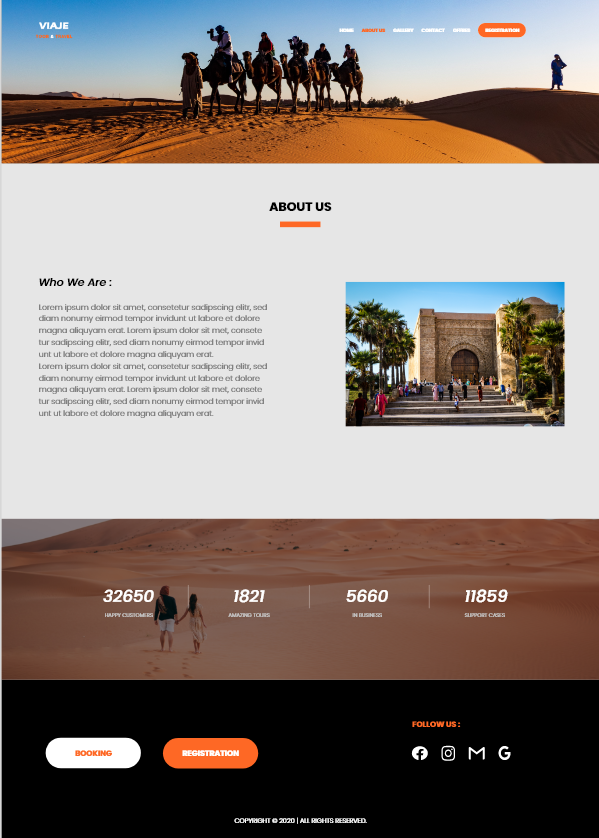 VIAJE
HOME ABOUT US GALLERY CONTACT OFFERS REGISTRATION
ABOUT US
Who We Are :
Lorem ipsum dolor sit amet, consetetur sadipscing elitr, sed
diam nonumy eirmod tempor invidunt ut labore et dolore
magna aliquyam erat. Lorem ipsum dolor sit amet, consete
tur sadipscing elitr, sed diam nonumy eirmod tempor invid
unt ut labore et dolore magna aliquyam erat.
Lorem ipsum dolor sit amet, consetetur sadipscing elitr, sed
diam nonumy eirmod tempor invidunt ut labore et dolore
magna aliquyam erat. Lorem ipsum dolor sit amet, consete
tur sadipscing elitr, sed diam nonumy eirmod tempor invid
unt ut labore et dolore magna aliquyam erat.
32650 1821 5660 11859
HAPPY CUSTOMERS AMAZING TOURS IN BUSINESS SUPPORT CASES
FOLLOW US :
BOOKING REGISTRATION
COPYRIGHT © 2020 | ALL RIGHTS RESERVED.